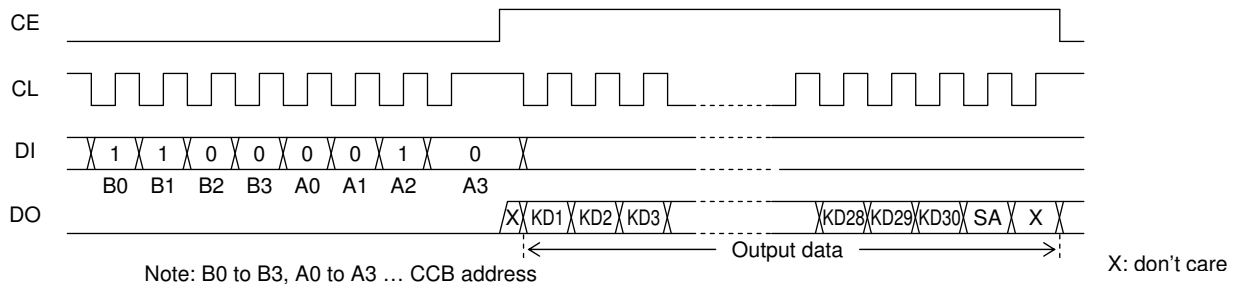 CE
CL
DI 1 1 0 0 0 0 1 0
B0 B1 B2 B3 A0 A1 A2 A3
DO X KD1 KD2 KD3 KD28 KD29 KD30 SA X
Output data
Note: B0 to B3, A0 to A3 … CCB address
X: don't care